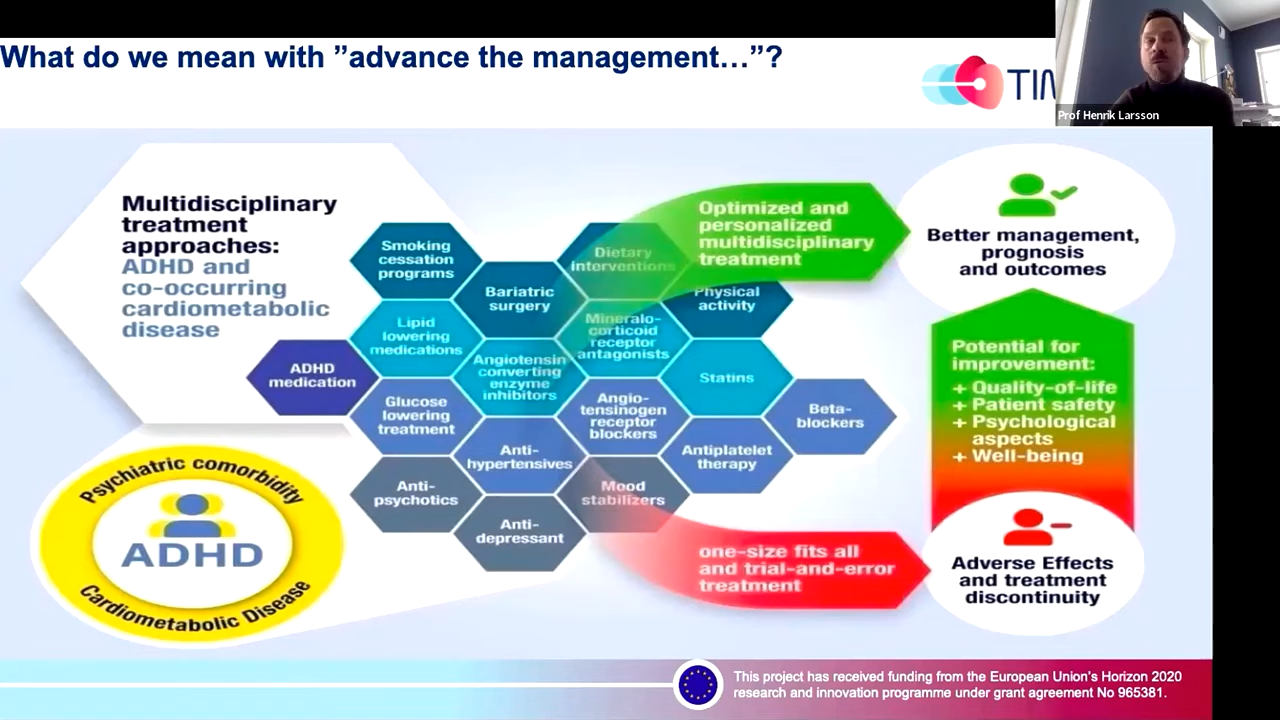 What do we mean with ”advance the management…”?
Prof Henrik Larsson
Multidisciplinary
treatment
approaches:
ADHD and
co-occurring
cardiometabolic
disease
Smoking
cessation
programs
Bariatric
surgery
Dietary
interventions
Physical
activity
Lipid
lowering
medications
Angiotensin
converting
enzyme
inhibitors
Mineralo-
corticoid
receptor
antagonists
Statins
ADHD
medication
Glucose
lowering
treatment
Anti-
hypertensives
Angio-
tensinogen
receptor
blockers
Antiplatelet
therapy
Beta-
blockers
Anti-
psychotics
Anti-
depressant
Mood
stabilizers
Optimized and
personalized
multidisciplinary
treatment
Better management,
prognosis
and outcomes
Potential for
improvement:
+ Quality-of-life
+ Patient safety
+ Psychological
aspects
+ Well-being
one-size fits all
and trial-and-error
treatment
Adverse Effects
and treatment
discontinuity
Psychiatric comorbidity
ADHD
Cardiometabolic Disease
This project has received funding from the European Union’s Horizon 2020
research and innovation programme under grant agreement No 965381.